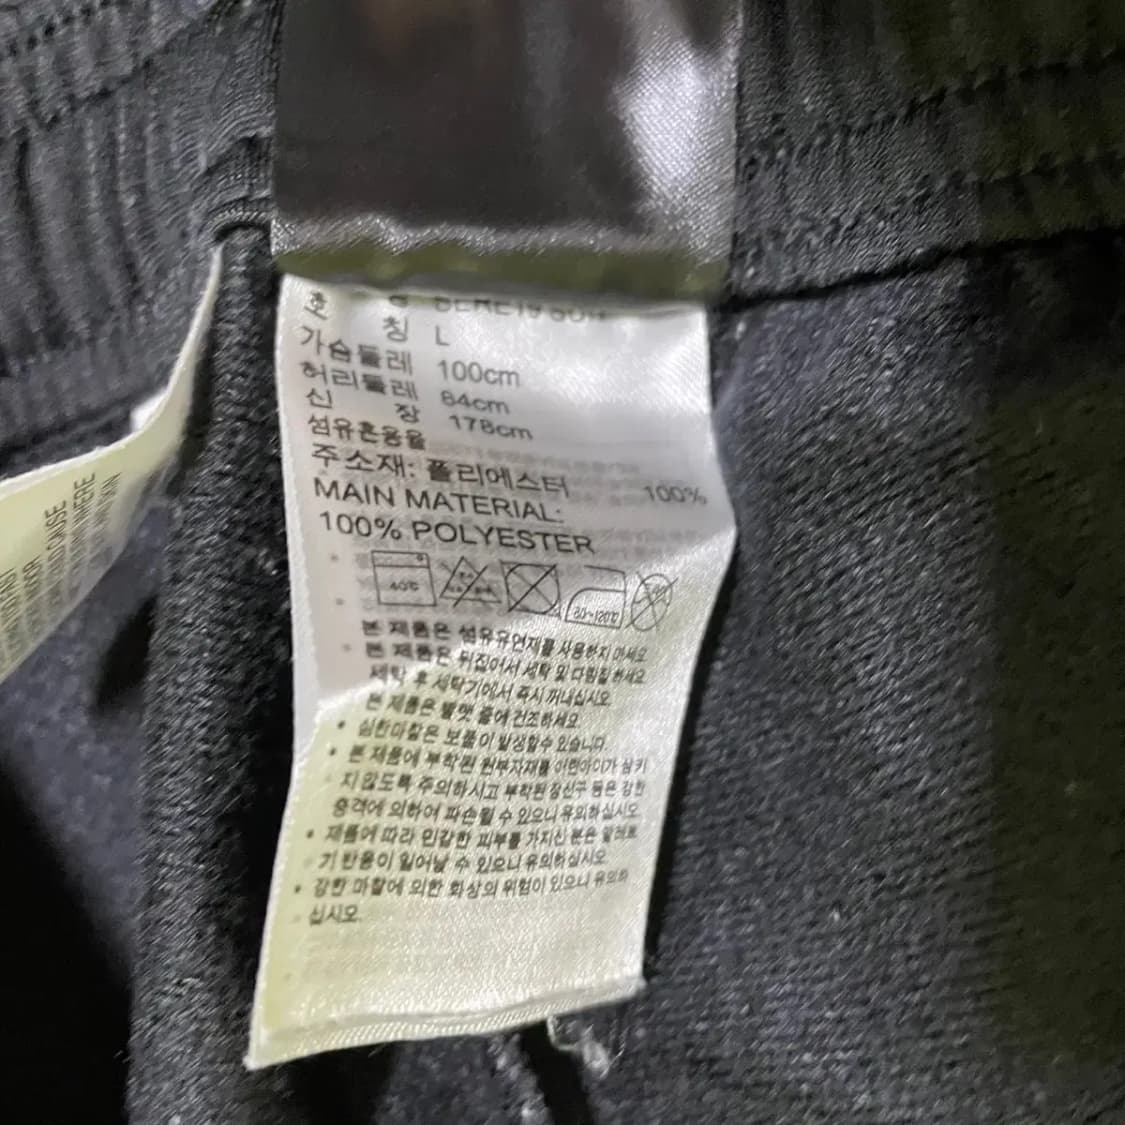 호
칭 L
가슴둘레 100cm
허리둘레 84cm
신 장 178cm
섬유혼용율
주소재: 폴리에스터 100%
MAIN MATERIAL:
100% POLYESTER
40℃
본 제품은 섬유유연제를 사용하지 마세요.
본 제품은 뒤집어서 세탁 및 다림질 하세요.
세탁 후 세탁기에서 즉시 꺼내십시오.
본 제품은 땋맷 줄에 건조하세요.
• 심한마찰은 보풀이 발생할수 있습니다.
• 본 제품에 부착된 원부자재를 어린아이가 삼키
지 않도록 주의하시고 부착된 장신구 등은 강한
충격에 의하여 파손될 수 있으니 유의하십시오.
• 제품에 따라 민감한 피부를 가지신 분은 알레르
기 반응이 일어날 수 있으니 유의하십시오.
• 강한 마찰에 의한 화상의 위험이 있으니 유의하
십시오.
CAUSE